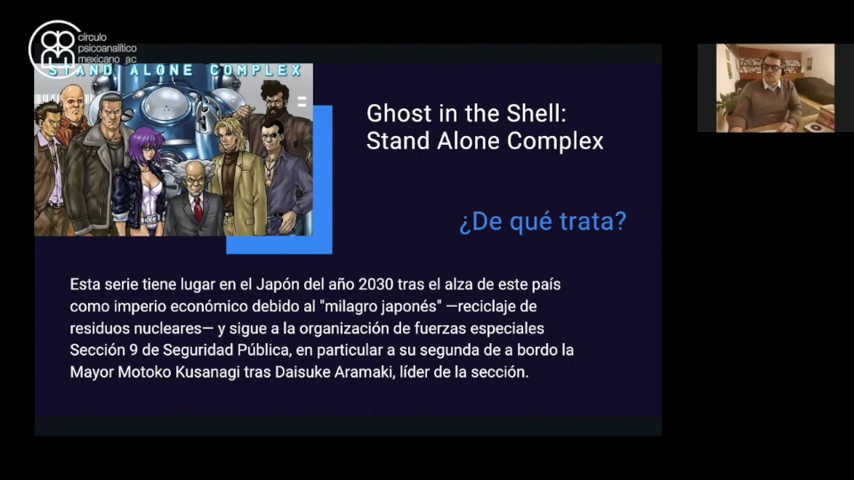 círculo
psicoanalítico
mexicano ac
STAND ALONE COMPLEX
Ghost in the Shell:
Stand Alone Complex
¿De qué trata?
Esta serie tiene lugar en el Japón del año 2030 tras el alza de este país
como imperio económico debido al "milagro japonés" —reciclaje de
residuos nucleares— y sigue a la organización de fuerzas especiales
Sección 9 de Seguridad Pública, en particular a su segunda de a bordo la
Mayor Motoko Kusanagi tras Daisuke Aramaki, líder de la sección.